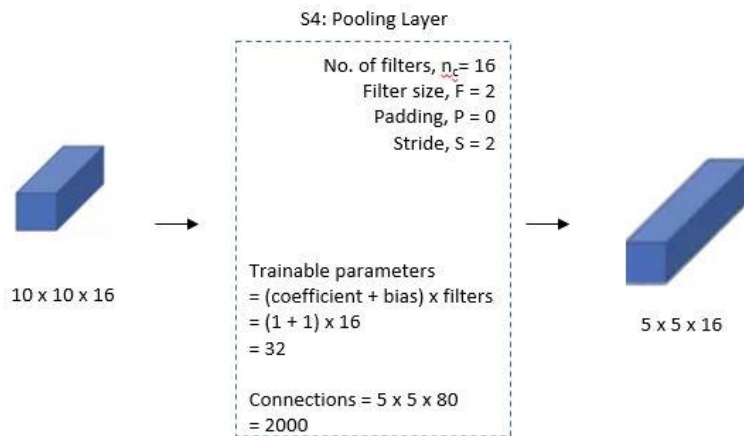 S4: Pooling Layer
No. of filters, nc= 16
Filter size, F = 2
Padding, P = 0
Stride, S = 2
10 x 10 x 16
Trainable parameters
= (coefficient + bias) x filters
= (1 + 1) x 16
= 32
Connections = 5 x 5 x 80
= 2000
5 x 5 x 16